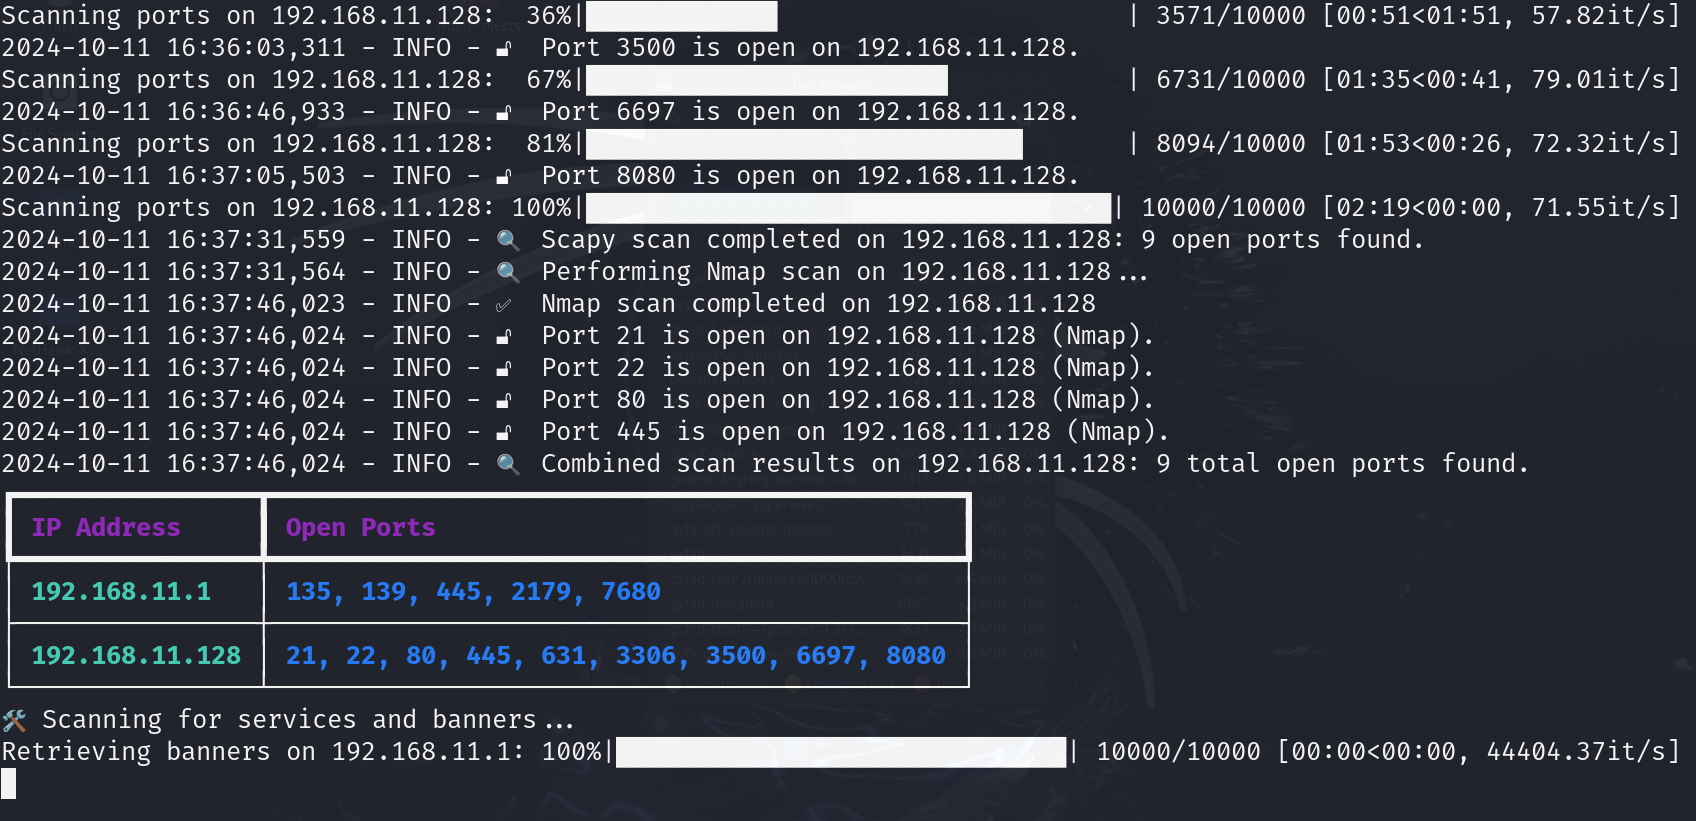 Scanning ports on 192.168.11.128:  36%|             | 3571/10000 [00:51<01:51, 57.82it/s]
2024-10-11 16:36:03,311 - INFO - 🔓  Port 3500 is open on 192.168.11.128.
Scanning ports on 192.168.11.128:  67%|             | 6731/10000 [01:35<00:41, 79.01it/s]
2024-10-11 16:36:46,933 - INFO - 🔓  Port 6697 is open on 192.168.11.128.
Scanning ports on 192.168.11.128:  81%|             | 8094/10000 [01:53<00:26, 72.32it/s]
2024-10-11 16:37:05,503 - INFO - 🔓  Port 8080 is open on 192.168.11.128.
Scanning ports on 192.168.11.128: 100%|             | 10000/10000 [02:19<00:00, 71.55it/s]
2024-10-11 16:37:31,559 - INFO - 🔍  Scapy scan completed on 192.168.11.128: 9 open ports found.
2024-10-11 16:37:31,564 - INFO - 🔍  Performing Nmap scan on 192.168.11.128...
2024-10-11 16:37:46,023 - INFO - ✅  Nmap scan completed on 192.168.11.128
2024-10-11 16:37:46,024 - INFO - 🔓  Port 21 is open on 192.168.11.128 (Nmap).
2024-10-11 16:37:46,024 - INFO - 🔓  Port 22 is open on 192.168.11.128 (Nmap).
2024-10-11 16:37:46,024 - INFO - 🔓  Port 80 is open on 192.168.11.128 (Nmap).
2024-10-11 16:37:46,024 - INFO - 🔓  Port 445 is open on 192.168.11.128 (Nmap).
2024-10-11 16:37:46,024 - INFO - 🔍  Combined scan results on 192.168.11.128: 9 total open ports found.
IP Address  Open Ports
192.168.11.1  135, 139, 445, 2179, 7680
192.168.11.128  21, 22, 80, 445, 631, 3306, 3500, 6697, 8080
🛠 Scanning for services and banners...
Retrieving banners on 192.168.11.1: 100%|             | 10000/10000 [00:00<00:00, 44404.37it/s]